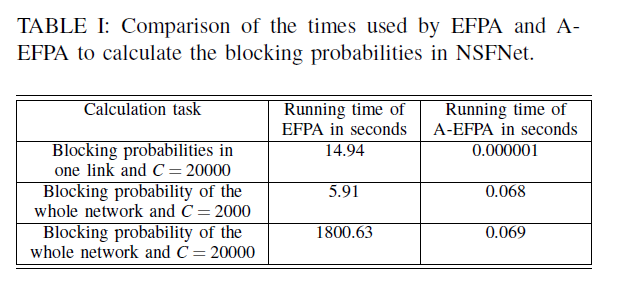 TABLE I: Comparison of the times used by EFPA and A-
EFPA to calculate the blocking probabilities in NSFNet.
Calculation task | Running time of EFPA in seconds | Running time of A-EFPA in seconds
Blocking probabilities in one link and C = 20000 | 14.94 | 0.000001
Blocking probability of the whole network and C = 2000 | 5.91 | 0.068
Blocking probability of the whole network and C = 20000 | 1800.63 | 0.069